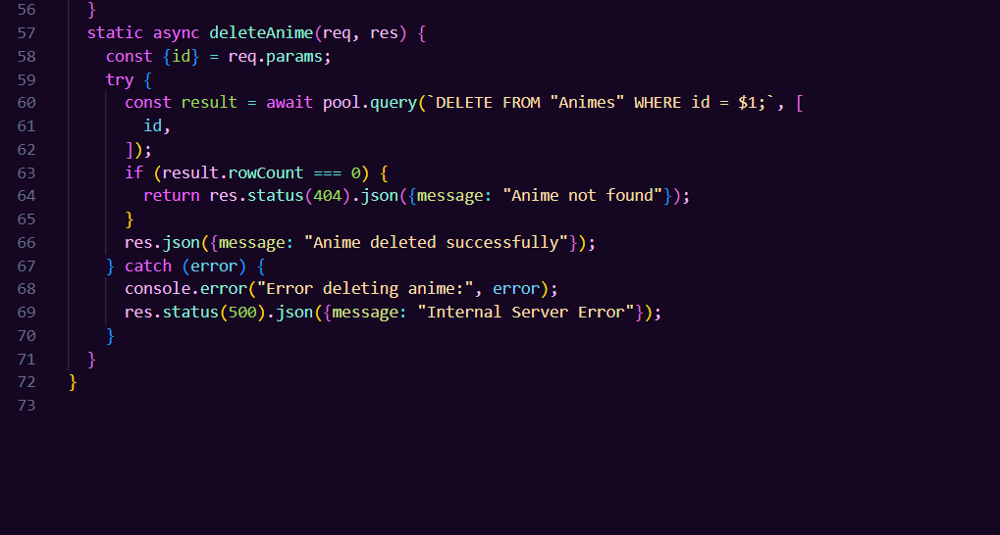 56 }
57 static async deleteAnime(req, res) {
58 const {id} = req.params;
59 try {
60 const result = await pool.query(`DELETE FROM "Animes" WHERE id = $1;`, [
61 id,
62 ]);
63 if (result.rowCount === 0) {
64 return res.status(404).json({message: "Anime not found"});
65 }
66 res.json({message: "Anime deleted successfully"});
67 } catch (error) {
68 console.error("Error deleting anime:", error);
69 res.status(500).json({message: "Internal Server Error"});
70 }
71 }
72 }
73